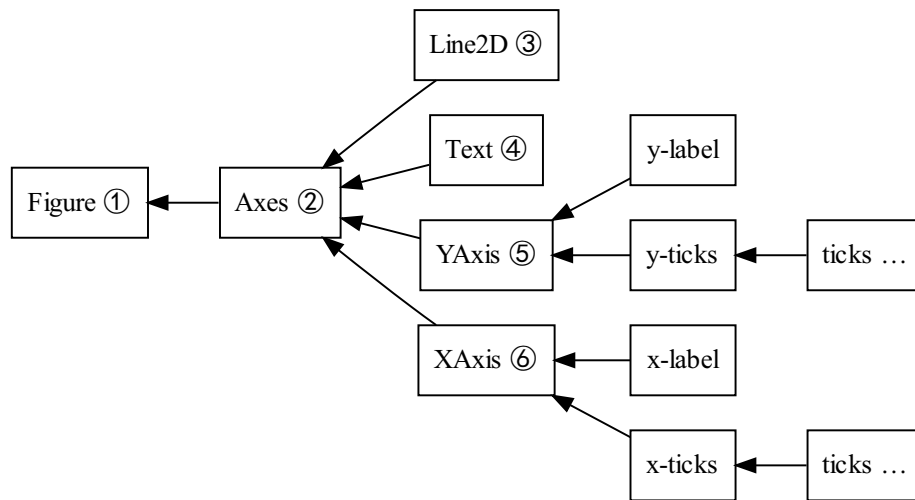 Line2D ③
Text ④
y-label
Figure ①
Axes ②
YAxis ⑤
y-ticks
ticks …
XAxis ⑥
x-label
x-ticks
ticks …